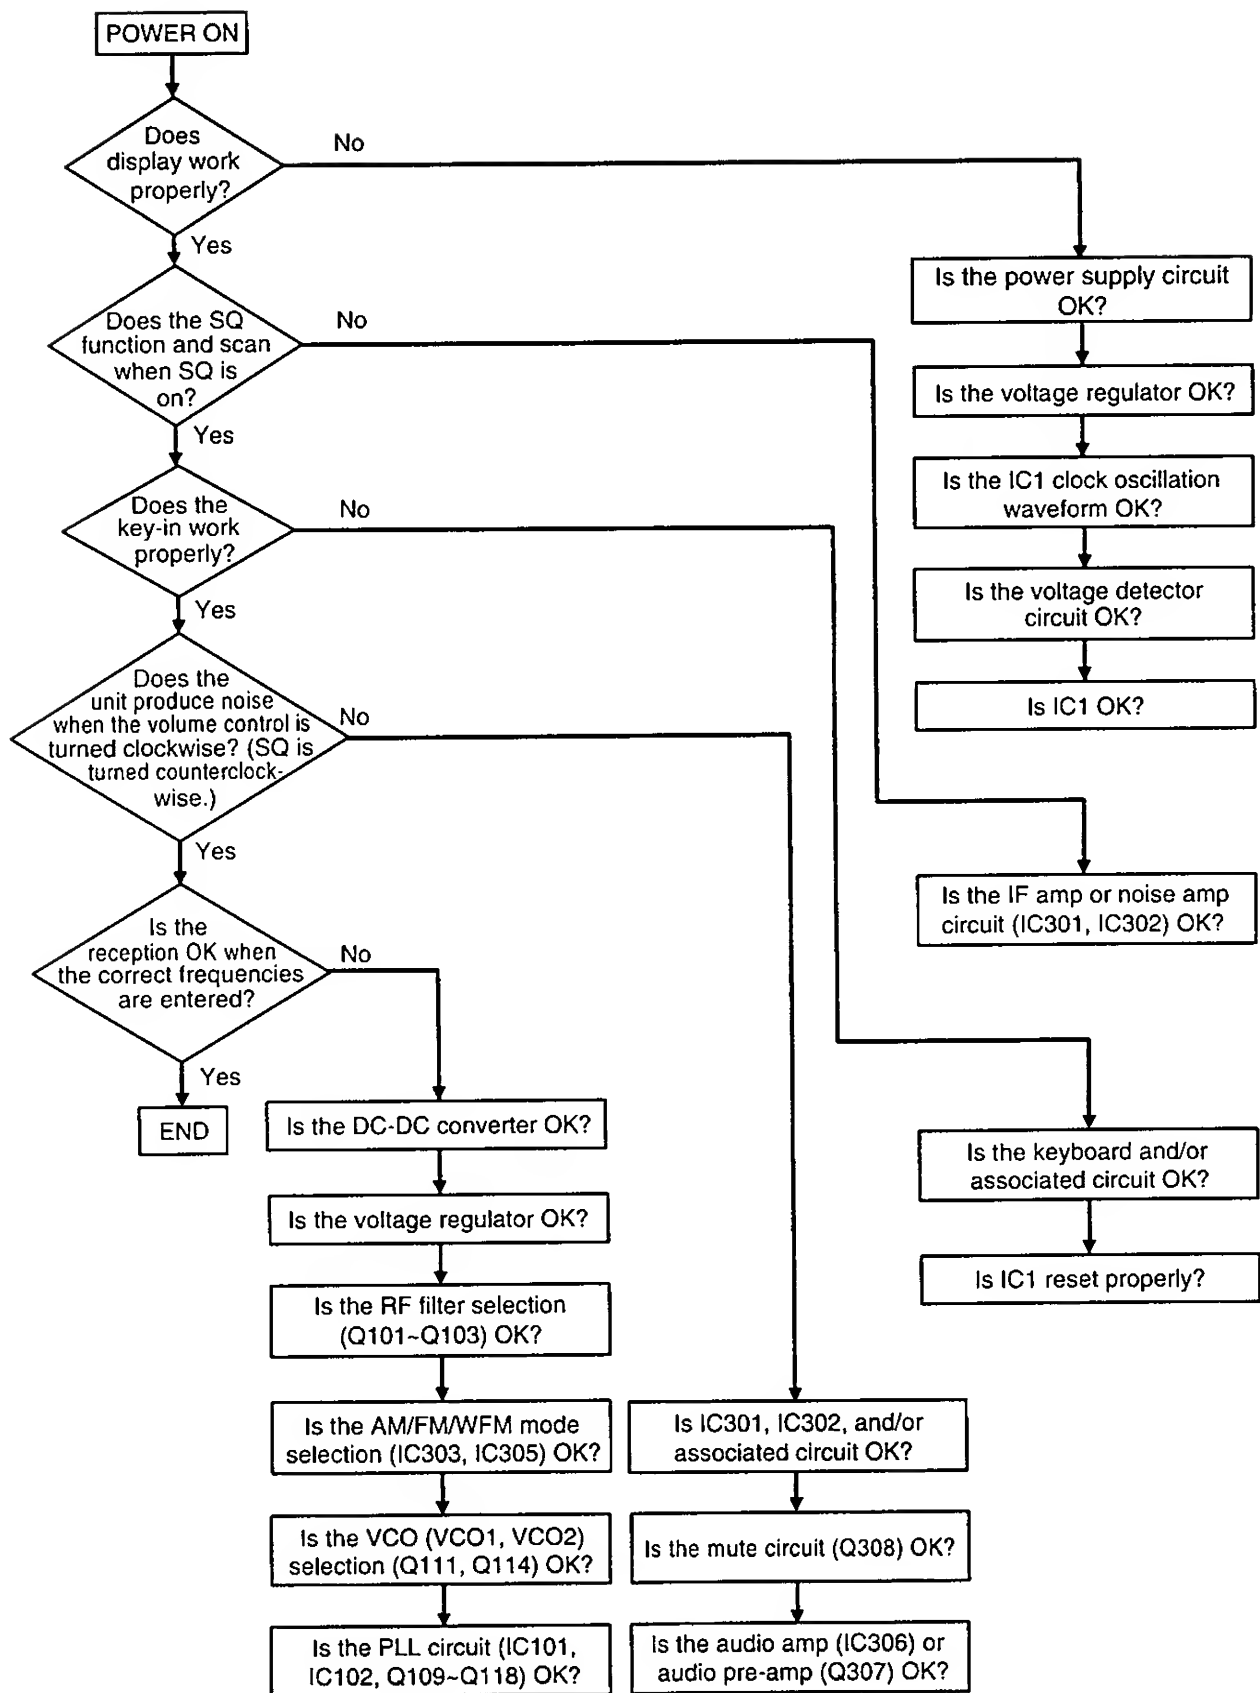 POWER ON
Does
display work
properly?
No
Yes
Does the SQ
function and scan
when SQ is
on?
No
Yes
Does the
key-in work
properly?
No
Yes
Does the
unit produce noise
when the volume control is
turned clockwise? (SQ is
turned counterclock-
wise.)
No
Yes
Is the
reception OK when
the correct frequencies
are entered?
No
Yes
END
Is the power supply circuit
OK?
Is the voltage regulator OK?
Is the IC1 clock oscillation
waveform OK?
Is the voltage detector
circuit OK?
Is IC1 OK?
Is the IF amp or noise amp
circuit (IC301, IC302) OK?
Is the keyboard and/or
associated circuit OK?
Is IC1 reset properly?
Is the DC-DC converter OK?
Is the voltage regulator OK?
Is the RF filter selection
(Q101~Q103) OK?
Is the AM/FM/WFM mode
selection (IC303, IC305) OK?
Is the VCO (VCO1, VCO2)
selection (Q111, Q114) OK?
Is the PLL circuit (IC101,
IC102, Q109~Q118) OK?
Is IC301, IC302, and/or
associated circuit OK?
Is the mute circuit (Q308) OK?
Is the audio amp (IC306) or
audio pre-amp (Q307) OK?